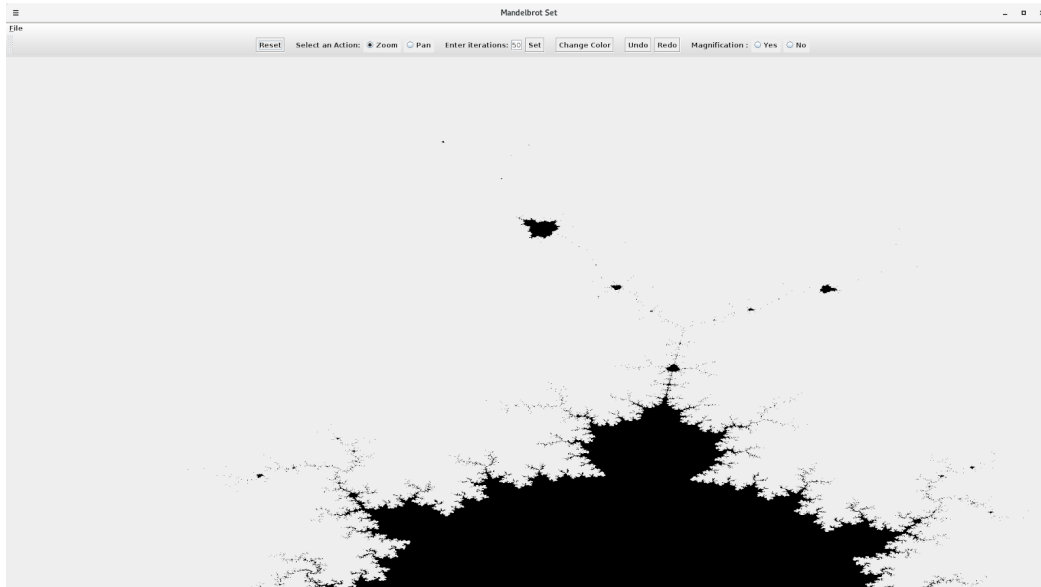 Mandelbrot Set
File
Reset Select an Action: Zoom Pan Enter iterations: 50 Set Change Color Undo Redo Magnification : Yes No